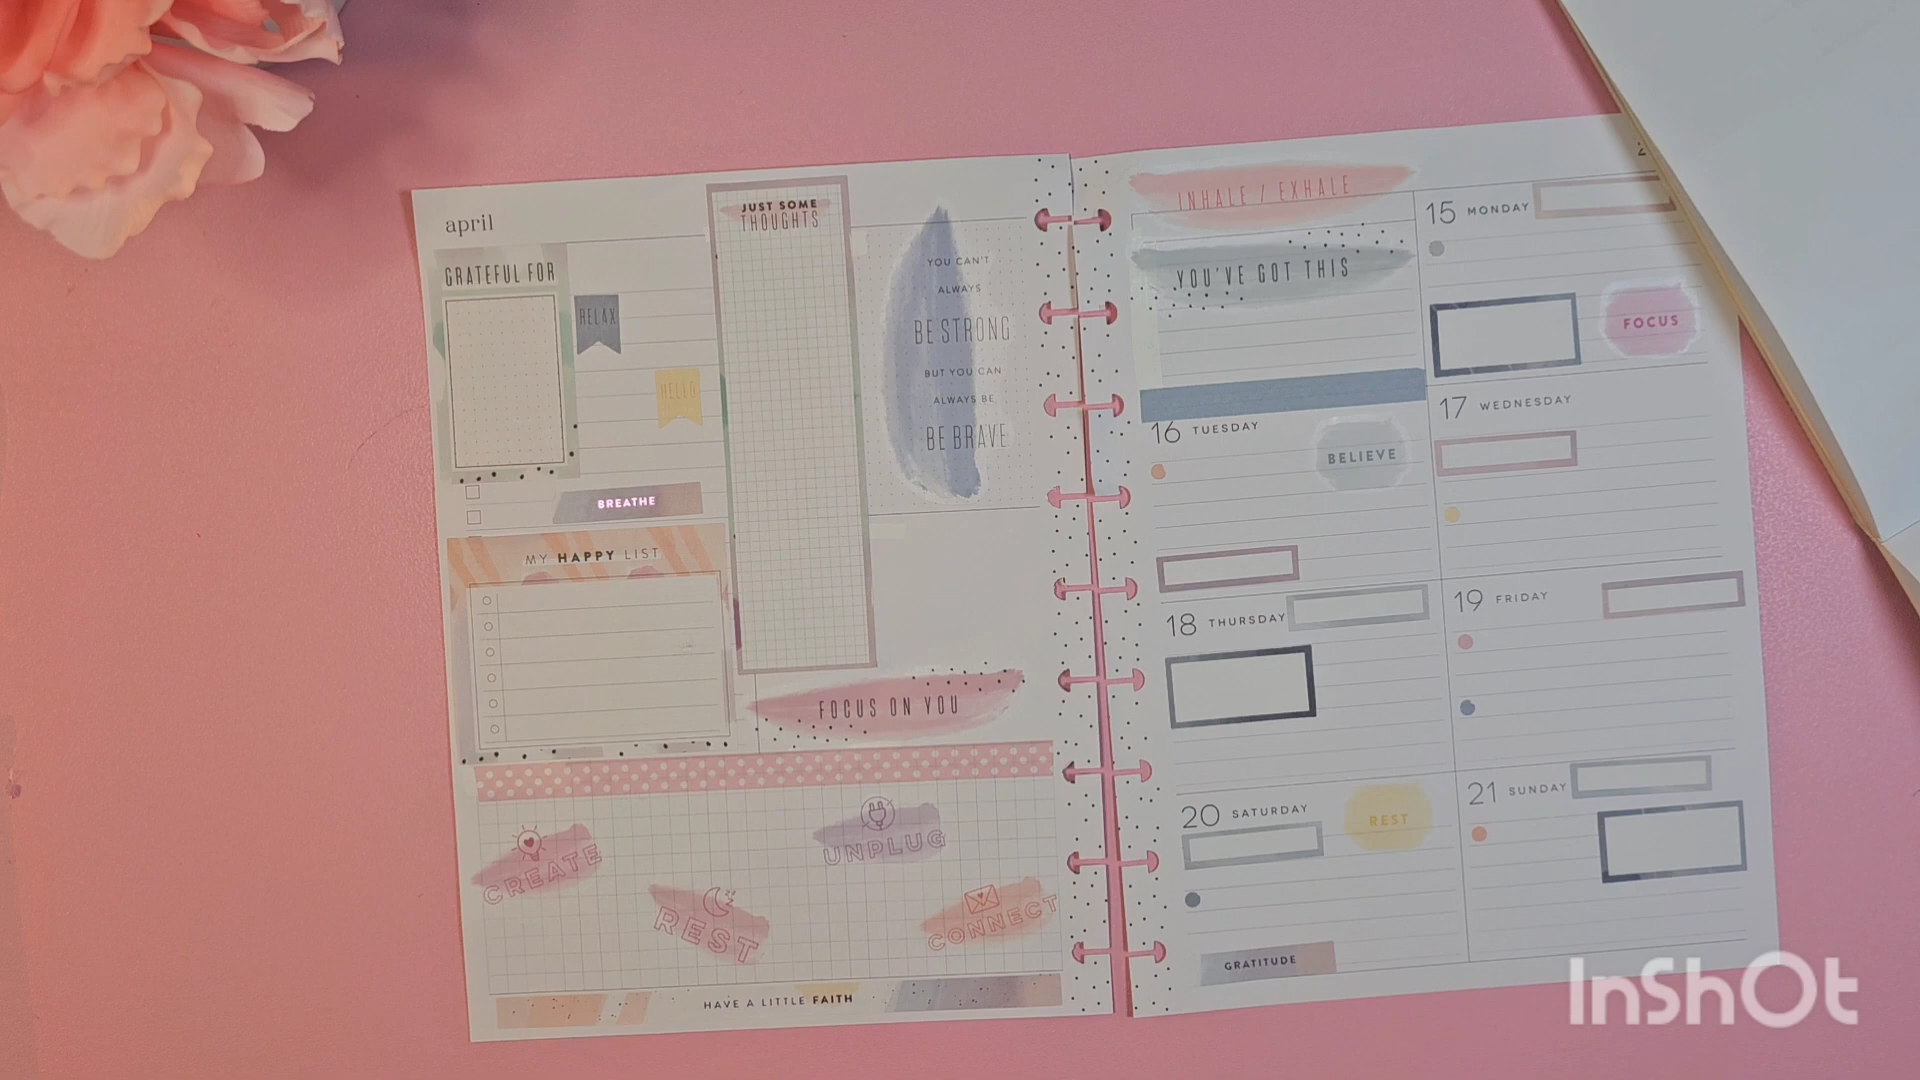 april
GRATEFUL FOR
RELAX
HELLO
BREATHE
MY HAPPY LIST
JUST SOME
THOUGHTS
YOU CAN'T
ALWAYS
BE STRONG
BUT YOU CAN
ALWAYS BE
BE BRAVE
FOCUS ON YOU
CREATE
REST
UNPLUG
CONNECT
HAVE A LITTLE FAITH
INHALE / EXHALE
YOU'VE GOT THIS
15 MONDAY
FOCUS
16 TUESDAY
BELIEVE
17 WEDNESDAY
18 THURSDAY
19 FRIDAY
20 SATURDAY
REST
GRATITUDE
21 SUNDAY
InShOt